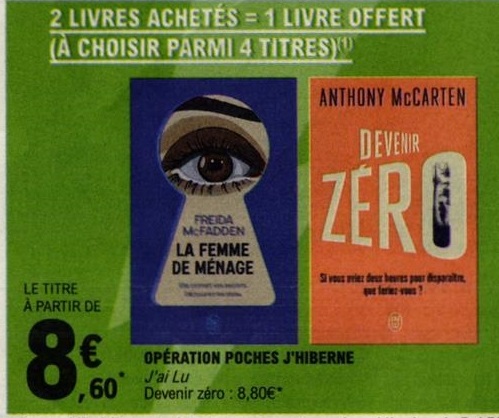 2 LIVRES ACHETÉS = 1 LIVRE OFFERT
(À CHOISIR PARMI 4 TITRES)(1)
FREIDA
McFADDEN
LA FEMME
DE MÉNAGE
ANTHONY McCARTEN
DEVENIR
ZÉRO
Si vous aviez deux heures pour disparaître,
que feriez-vous ?
LE TITRE
À PARTIR DE
8€,60*
OPÉRATION POCHES J'HIBERNE
J'ai Lu
Devenir zéro : 8,80€*